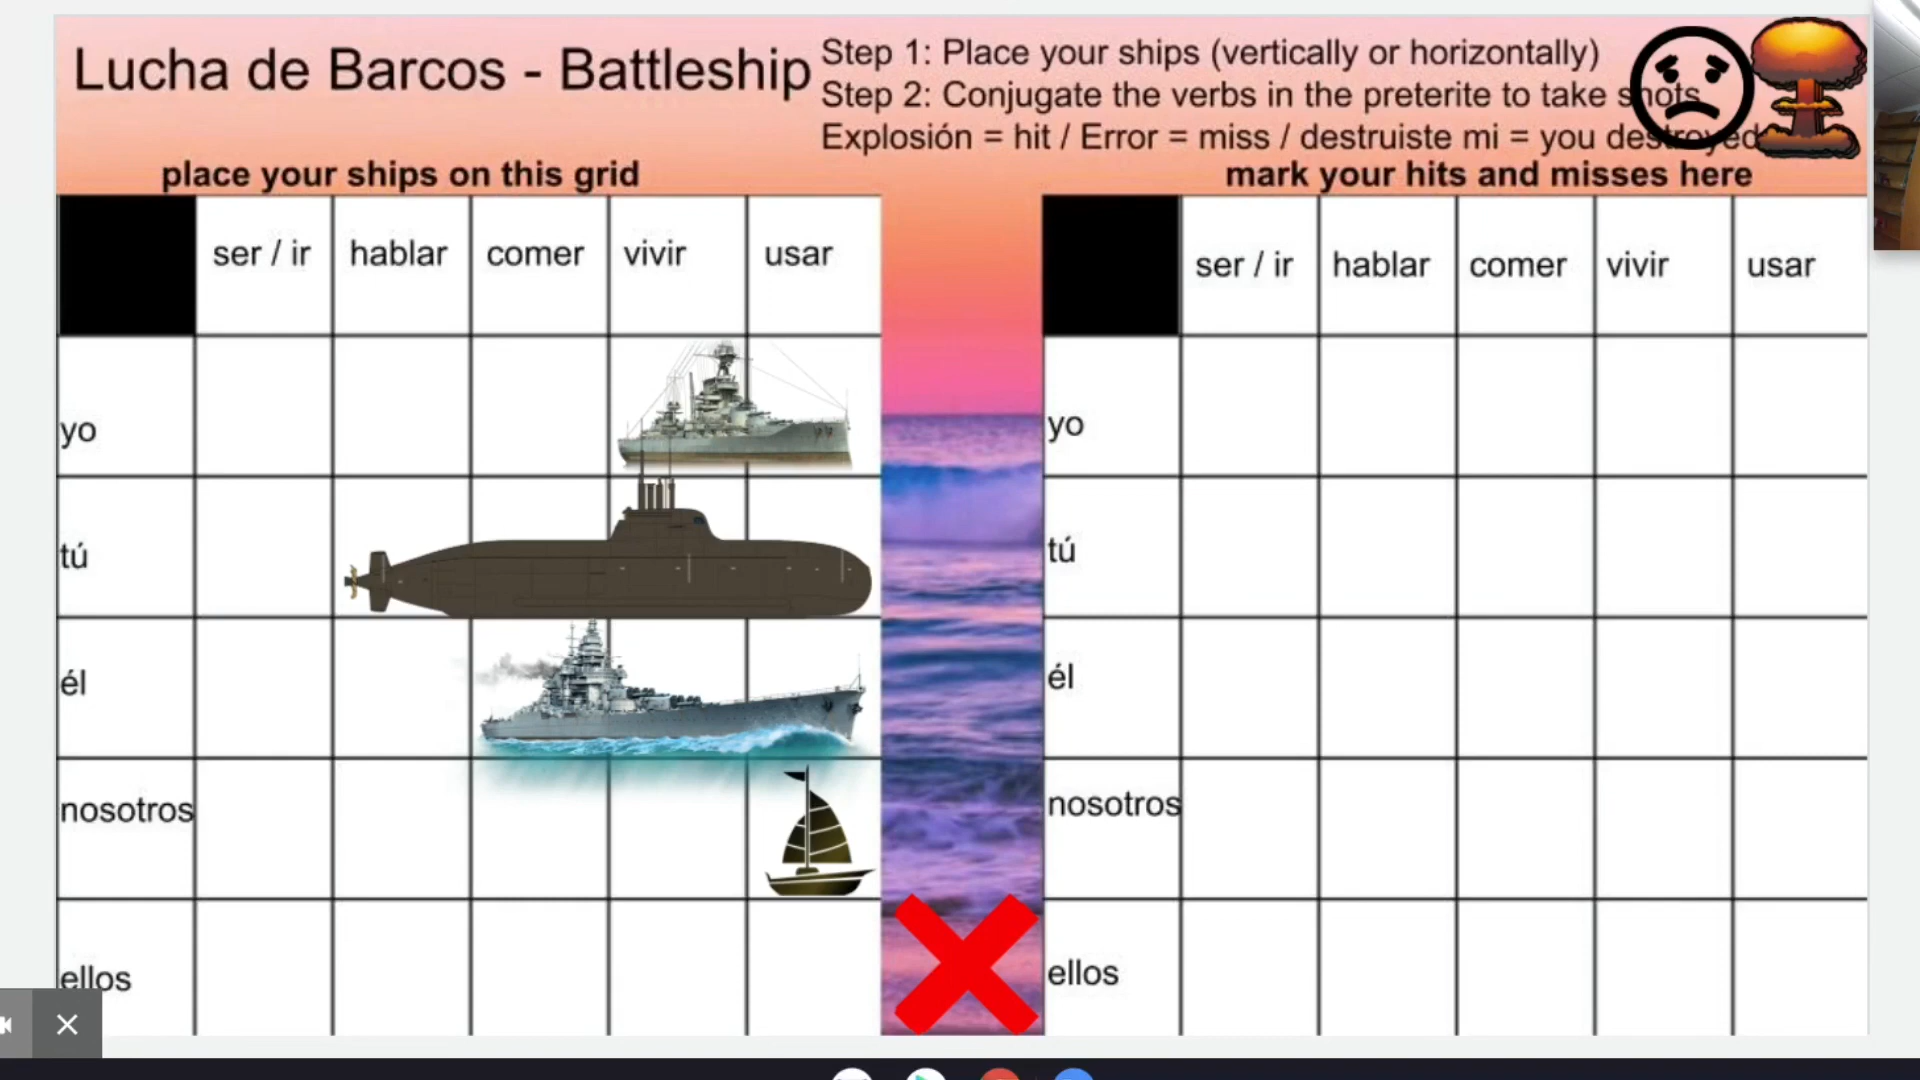 Lucha de Barcos - Battleship
Step 1: Place your ships (vertically or horizontally)
Step 2: Conjugate the verbs in the preterite to take shots
Explosión = hit / Error = miss / destruiste mi = you destroyed
place your ships on this grid
mark your hits and misses here
ser / ir hablar comer vivir usar
yo
tú
él
nosotros
ellos
ser / ir hablar comer vivir usar
yo
tú
él
nosotros
ellos